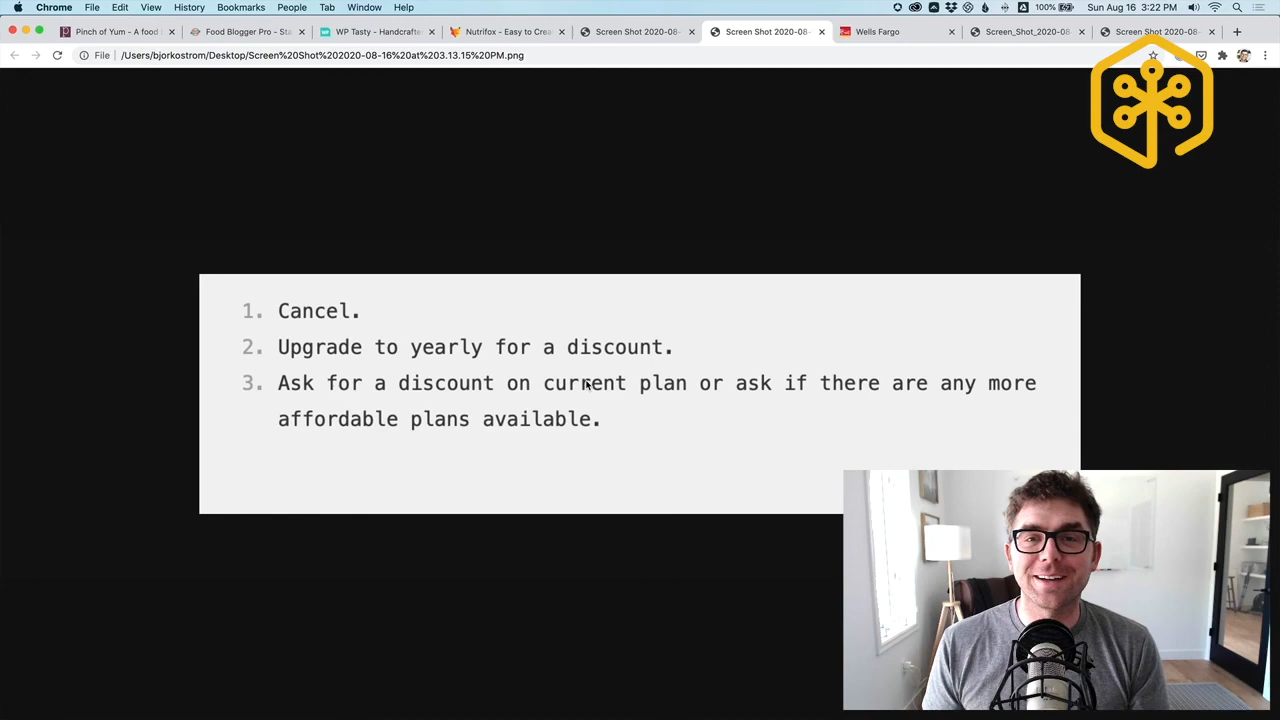 Chrome File Edit View History Bookmarks People Tab Window Help 100% Sun Aug 16 3:22 PM
Pinch of Yum - A food Food Blogger Pro - Sta WP Tasty - Handcrafte Nutrifox - Easy to Crea Screen Shot 2020-08- Screen Shot 2020-08- Wells Fargo Screen_Shot_2020-08 Screen Shot 2020-08-
File /Users/bjorkostrom/Desktop/Screen%20Shot%202020-08-16%20at%203.13.15%20PM.png
1. Cancel.
2. Upgrade to yearly for a discount.
3. Ask for a discount on current plan or ask if there are any more
affordable plans available.